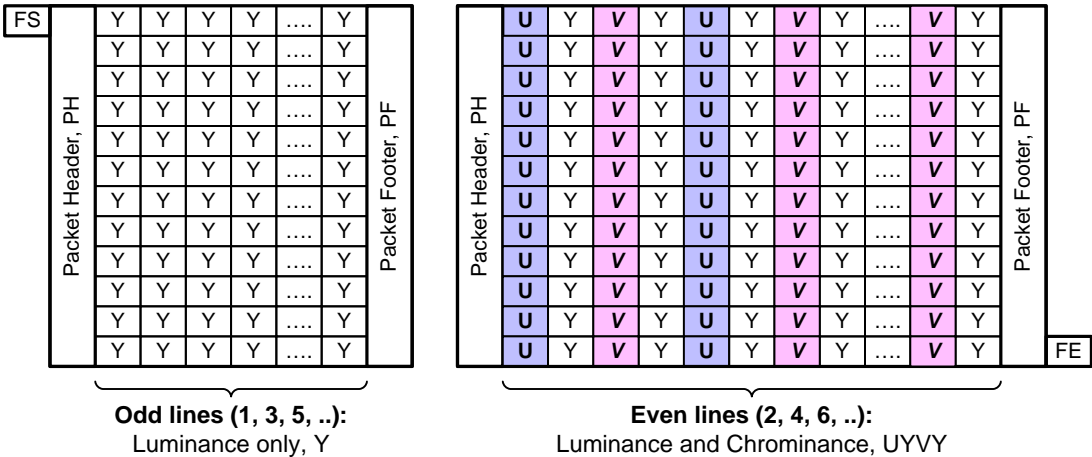 FS
Packet Header, PH
Y Y Y Y …. Y
Y Y Y Y …. Y
Y Y Y Y …. Y
Y Y Y Y …. Y
Y Y Y Y …. Y
Y Y Y Y …. Y
Y Y Y Y …. Y
Y Y Y Y …. Y
Y Y Y Y …. Y
Y Y Y Y …. Y
Y Y Y Y …. Y
Y Y Y Y …. Y
Packet Footer, PF
Odd lines (1, 3, 5, ..):
Luminance only, Y
Packet Header, PH
U Y V Y U Y V Y …. V Y
U Y V Y U Y V Y …. V Y
U Y V Y U Y V Y …. V Y
U Y V Y U Y V Y …. V Y
U Y V Y U Y V Y …. V Y
U Y V Y U Y V Y …. V Y
U Y V Y U Y V Y …. V Y
U Y V Y U Y V Y …. V Y
U Y V Y U Y V Y …. V Y
U Y V Y U Y V Y …. V Y
U Y V Y U Y V Y …. V Y
U Y V Y U Y V Y …. V Y
Packet Footer, PF
FE
Even lines (2, 4, 6, ..):
Luminance and Chrominance, UYVY